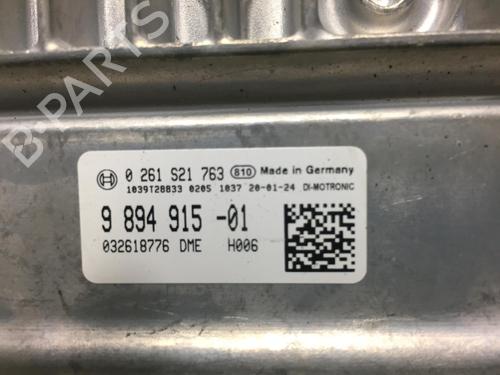 B-PARTS
0 261 S21 763 810 Made in Germany
1039T28833 0205 1037 20-01-24 DI-MOTRONIC
9 894 915 -01
032618776 DME H006